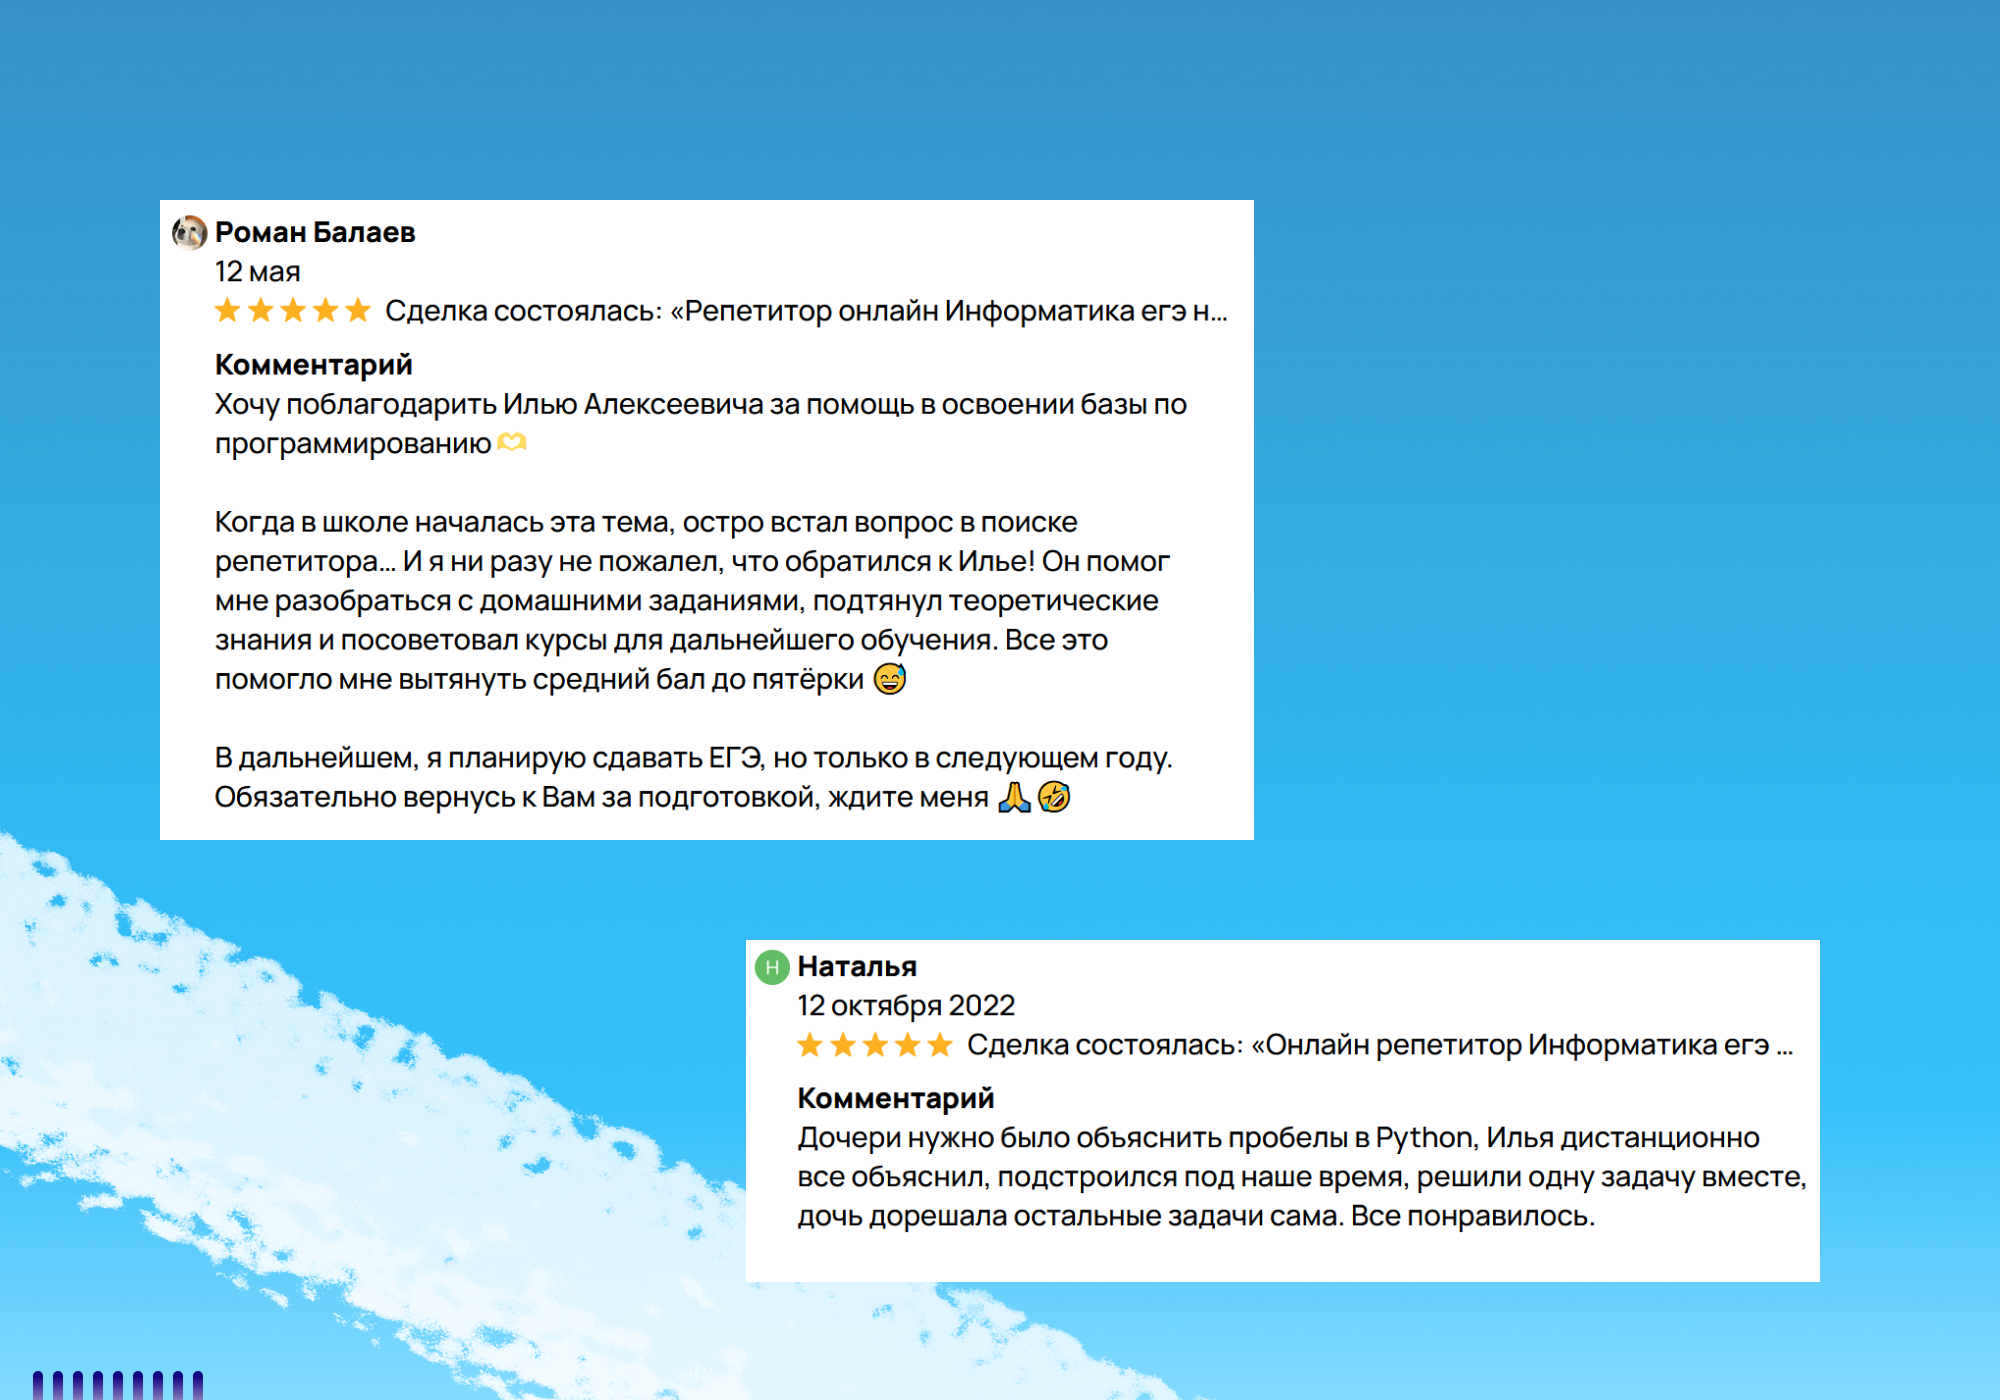 Роман Балаев
12 мая
Сделка состоялась: «Репетитор онлайн Информатика егэ н...
Комментарий
Хочу поблагодарить Илью Алексеевича за помощь в освоении базы по
программированию🫶
Когда в школе началась эта тема, остро встал вопрос в поиске
репетитора... И я ни разу не пожалел, что обратился к Илье! Он помог
мне разобраться с домашними заданиями, подтянул теоретические
знания и посоветовал курсы для дальнейшего обучения. Все это
помогло мне вытянуть средний бал до пятёрки 😅
В дальнейшем, я планирую сдавать ЕГЭ, но только в следующем году.
Обязательно вернусь к Вам за подготовкой, ждите меня 🙏🤣
Н Наталья
12 октября 2022
Сделка состоялась: «Онлайн репетитор Информатика егэ ...
Комментарий
Дочери нужно было объяснить пробелы в Python, Илья дистанционно
все объяснил, подстроился под наше время, решили одну задачу вместе,
дочь дорешала остальные задачи сама. Все понравилось.